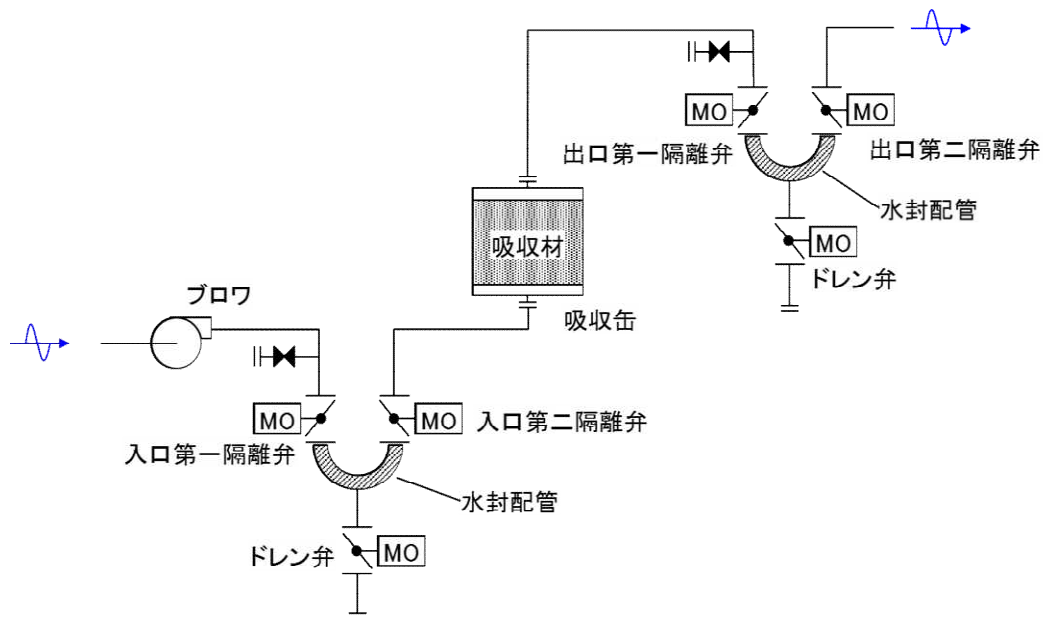 MO
MO
出口第一隔離弁
出口第二隔離弁
水封配管
MO
ドレン弁
吸収材
吸収缶
ブロワ
MO
MO
入口第二隔離弁
入口第一隔離弁
水封配管
ドレン弁
MO